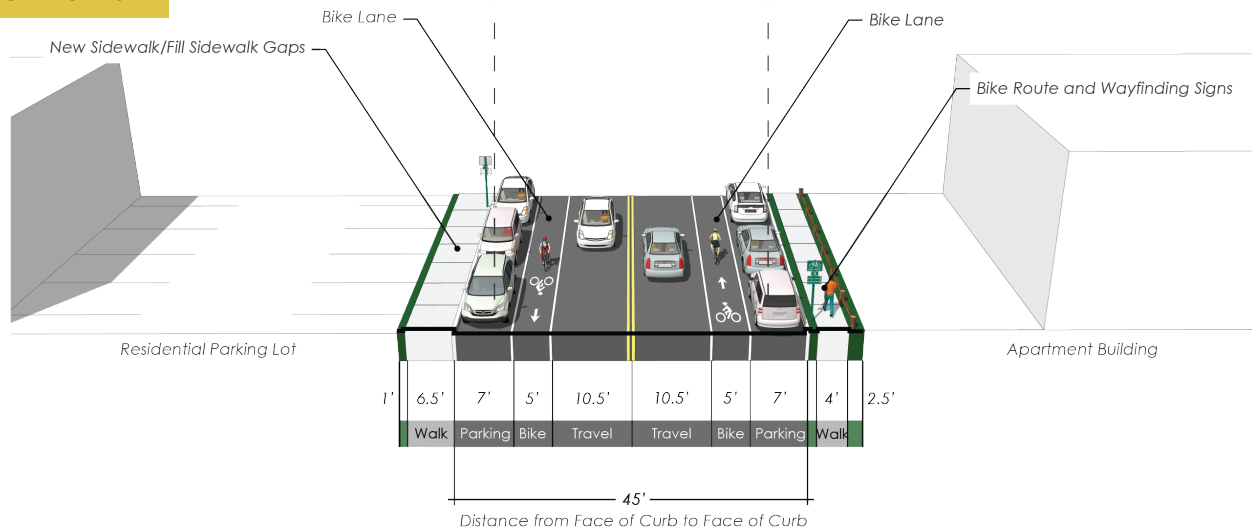 Bike Lane
Bike Lane
New Sidewalk/Fill Sidewalk Gaps
Bike Route and Wayfinding Signs
Residential Parking Lot
Apartment Building
1' 6.5' 7' 5' 10.5' 10.5' 5' 7' 4' 2.5'
Walk Parking Bike Travel Travel Bike Parking Walk
45'
Distance from Face of Curb to Face of Curb